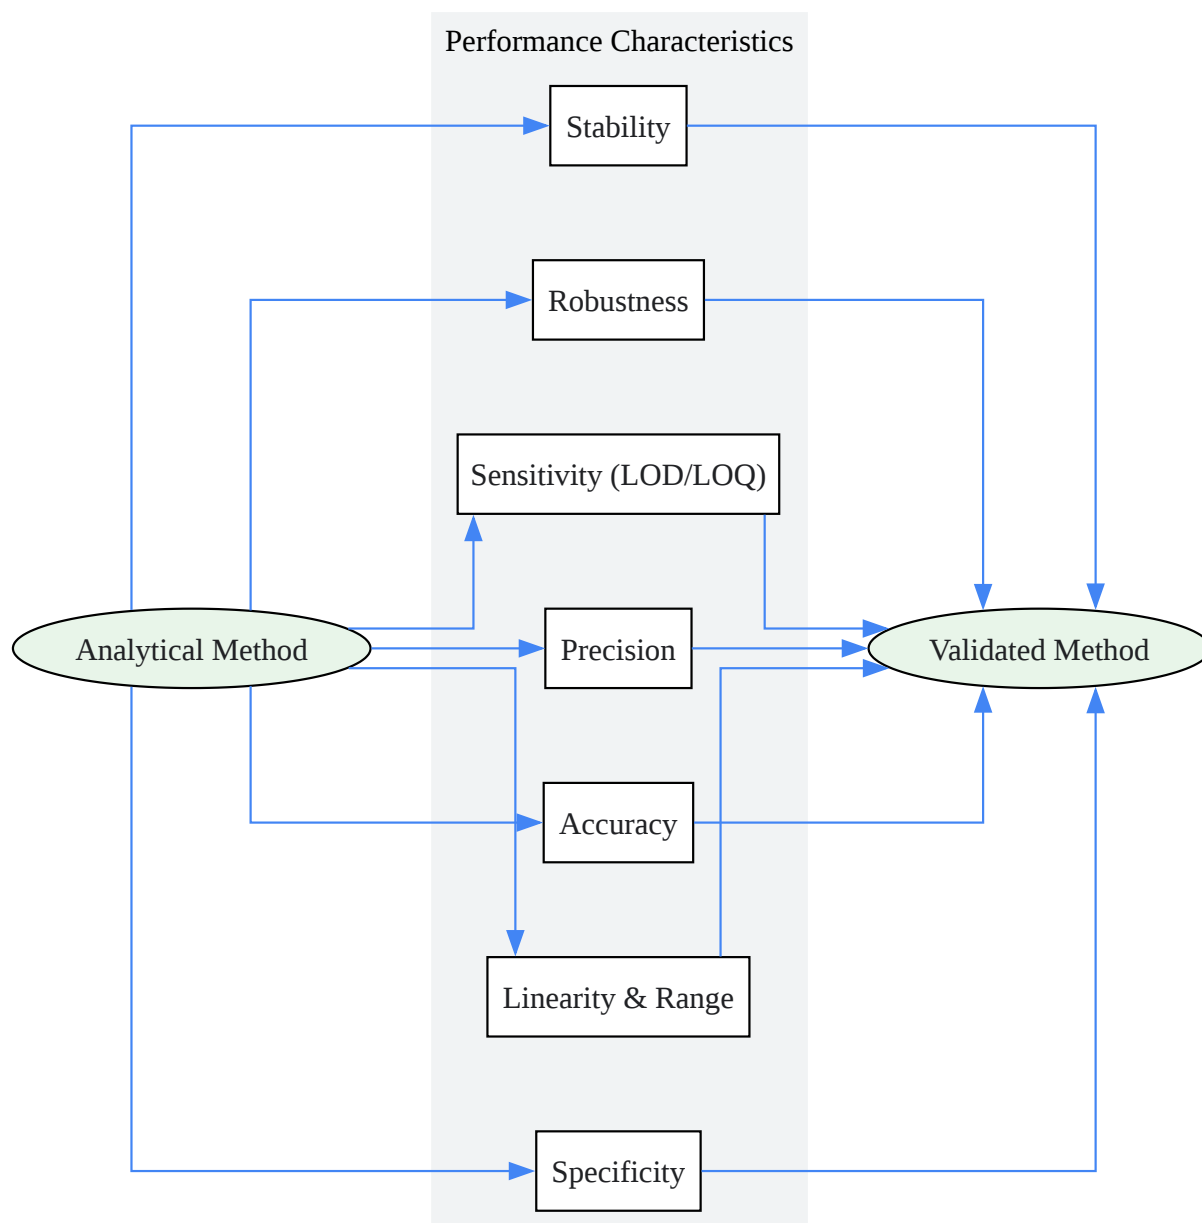 Performance Characteristics
Stability
Robustness
Sensitivity (LOD/LOQ)
Analytical Method
Precision
Validated Method
Accuracy
Linearity & Range
Specificity